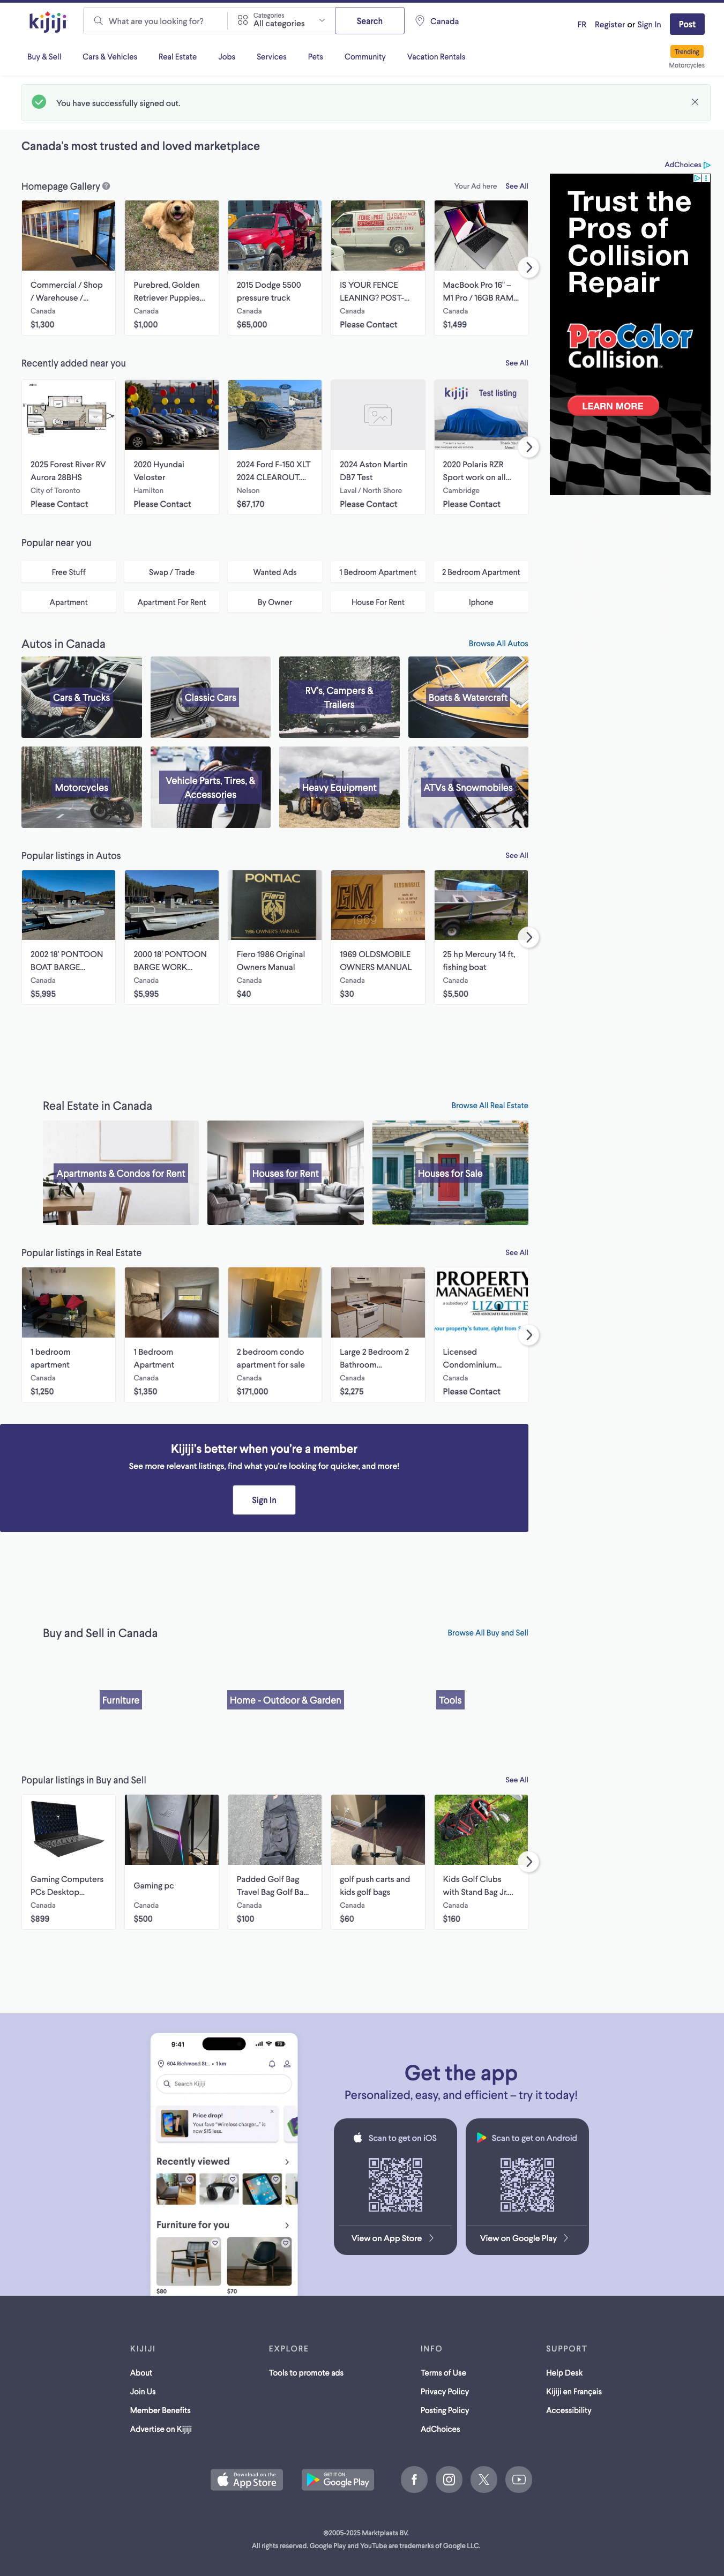 kijiji
What are you looking for?
Categories
All categories
Search
Canada
FR
Register or Sign In
Post
Buy & Sell
Cars & Vehicles
Real Estate
Jobs
Services
Pets
Community
Vacation Rentals
Trending
Motorcycles
You have successfully signed out.
Canada's most trusted and loved marketplace
AdChoices
Homepage Gallery
Your Ad here
See All
Commercial / Shop
/ Warehouse /...
Canada
$1,300
Purebred, Golden
Retriever Puppies...
Canada
$1,000
2015 Dodge 5500
pressure truck
Canada
$65,000
IS YOUR FENCE
LEANING? POST-...
Canada
Please Contact
MacBook Pro 16" –
M1 Pro / 16GB RAM...
Canada
$1,499
Trust the
Pros of
Collision
Repair
ProColor
Collision™
LEARN MORE
Recently added near you
See All
kijiji
Test listing
2025 Forest River RV
Aurora 28BHS
City of Toronto
Please Contact
2020 Hyundai
Veloster
Hamilton
Please Contact
2024 Ford F-150 XLT
2024 CLEAROUT....
Nelson
$67,170
2024 Aston Martin
DB7 Test
Laval / North Shore
Please Contact
2020 Polaris RZR
Sport work on all...
Cambridge
Please Contact
Popular near you
Free Stuff
Swap / Trade
Wanted Ads
1 Bedroom Apartment
2 Bedroom Apartment
Apartment
Apartment For Rent
By Owner
House For Rent
Iphone
Autos in Canada
Browse All Autos
Cars & Trucks
Classic Cars
RV's, Campers &
Trailers
Boats & Watercraft
Motorcycles
Vehicle Parts, Tires, &
Accessories
Heavy Equipment
ATVs & Snowmobiles
Popular listings in Autos
See All
PONTIAC
Fiero
1986 OWNER'S MANUAL
GM
OLDSMOBILE
2002 18' PONTOON
BOAT BARGE...
Canada
$5,995
2000 18' PONTOON
BARGE WORK...
Canada
$5,995
Fiero 1986 Original
Owners Manual
Canada
$40
1969 OLDSMOBILE
OWNERS MANUAL
Canada
$30
25 hp Mercury 14 ft,
fishing boat
Canada
$5,500
Real Estate in Canada
Browse All Real Estate
Apartments & Condos for Rent
Houses for Rent
Houses for Sale
Popular listings in Real Estate
See All
PROPERTY
MANAGEMENT
a subsidiary of
LIZOTTE
your property's future, right from
1 bedroom
apartment
Canada
$1,250
1 Bedroom
Apartment
Canada
$1,350
2 bedroom condo
apartment for sale
Canada
$171,000
Large 2 Bedroom 2
Bathroom...
Canada
$2,275
Licensed
Condominium...
Canada
Please Contact
Kijiji's better when you're a member
See more relevant listings, find what you're looking for quicker, and more!
Sign In
Buy and Sell in Canada
Browse All Buy and Sell
Furniture
Home - Outdoor & Garden
Tools
Popular listings in Buy and Sell
See All
Gaming Computers
PCs Desktop...
Canada
$899
Gaming pc
Canada
$500
Padded Golf Bag
Travel Bag Golf Ba...
Canada
$100
golf push carts and
kids golf bags
Canada
$60
Kids Golf Clubs
with Stand Bag Jr....
Canada
$160
9:41
604 Richmond St... • 1 km
Search Kijiji
Price drop!
Your fave "Wireless charger..." is
now $15 less.
Recently viewed
Furniture for you
$80
$70
Get the app
Personalized, easy, and efficient – try it today!
Scan to get on iOS
View on App Store
Scan to get on Android
View on Google Play
KIJIJI
About
Join Us
Member Benefits
Advertise on Kijiji
EXPLORE
Tools to promote ads
INFO
Terms of Use
Privacy Policy
Posting Policy
AdChoices
SUPPORT
Help Desk
Kijiji en Français
Accessibility
Download on the
App Store
GET IT ON
Google Play
©2005-2025 Marktplaats BV.
All rights reserved. Google Play and YouTube are trademarks of Google LLC.